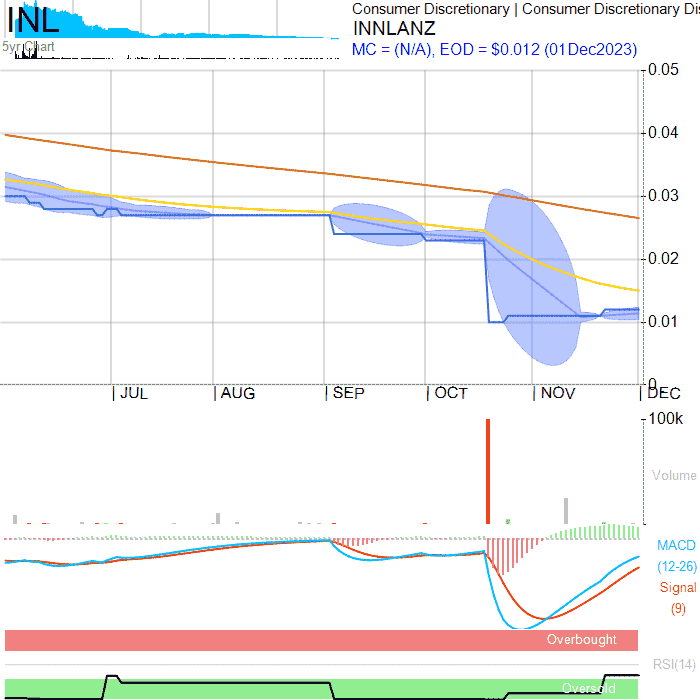 INL
5yr Chart
Consumer Discretionary | Consumer Discretionary Dis
INNLANZ
MC = (N/A), EOD = $0.012 (01Dec2023)
0.05
0.04
0.03
0.02
0.01
0
JUL AUG SEP OCT NOV DEC
100k
Volume
MACD
(12-26)
Signal
(9)
Overbought
RSI(14)
Oversold